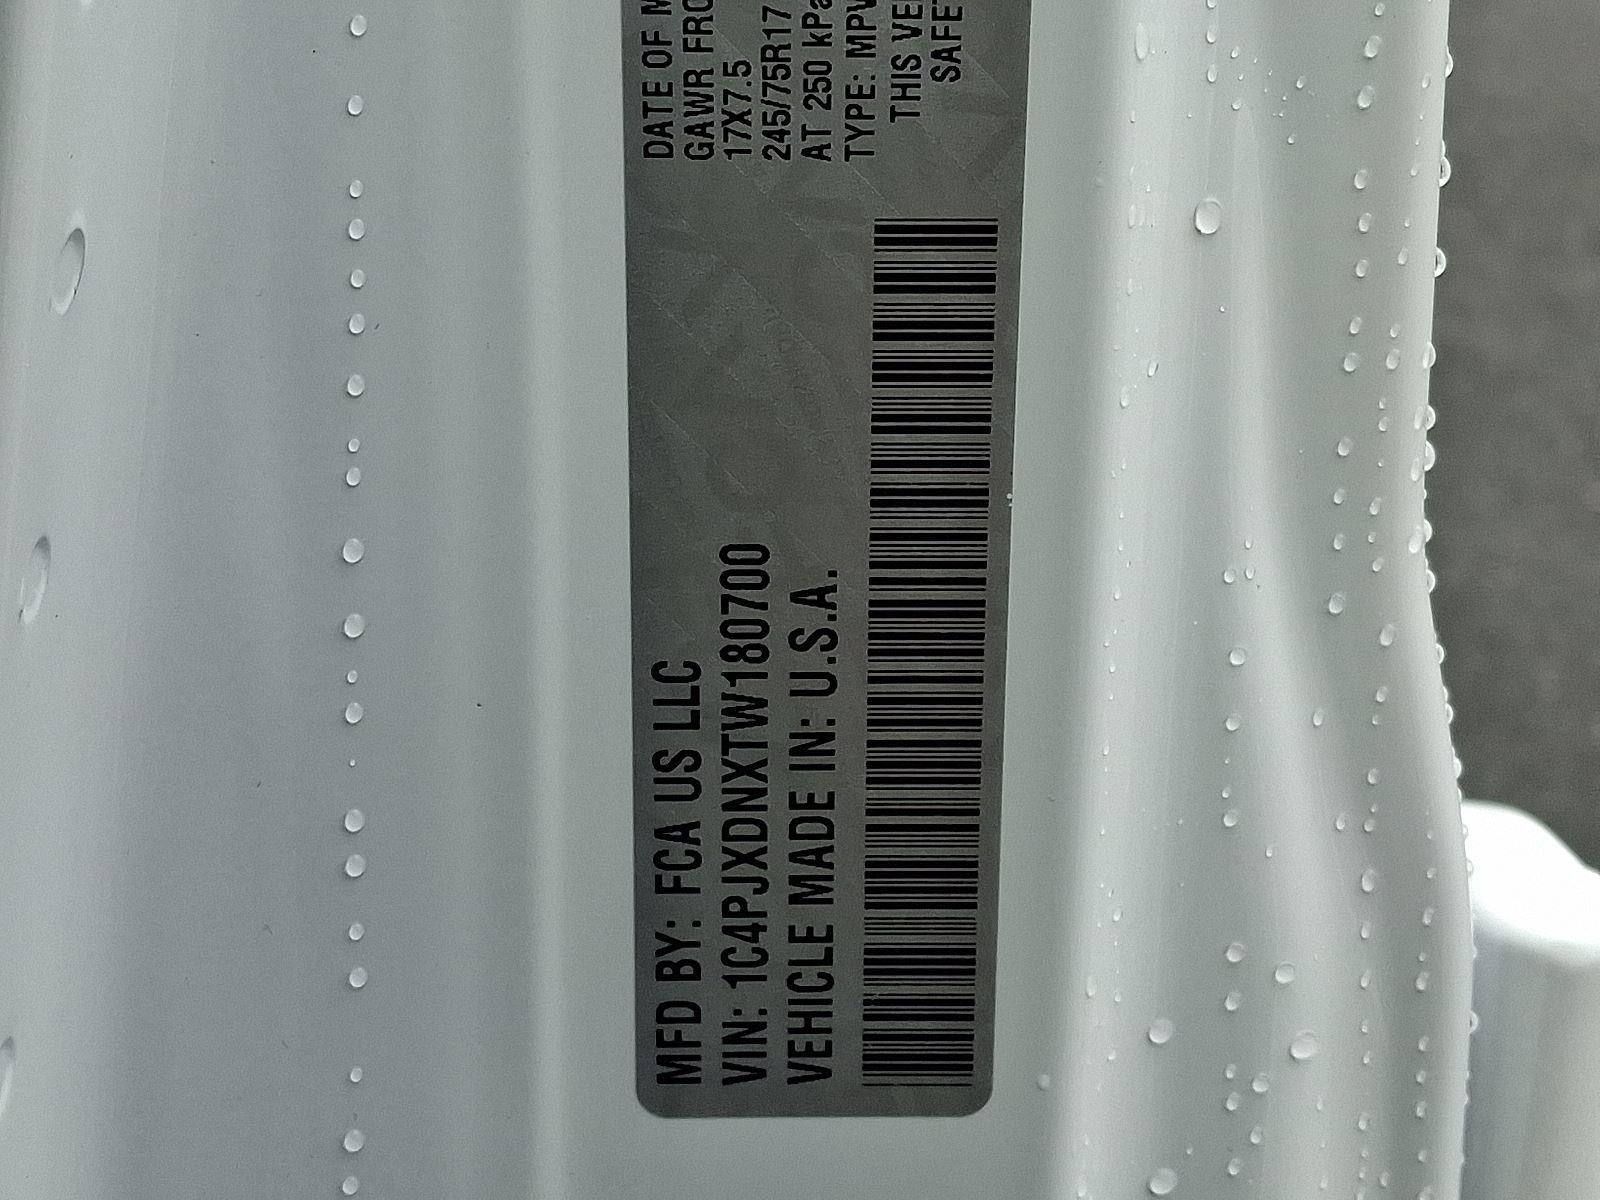 MFD BY: FCA US LLC
VIN: 1C4PJXDNXTW180700
VEHICLE MADE IN: U.S.A.
DATE OF M
GAWR FRO
17X7.5
245/75R17
AT 250 kPa
TYPE: MPV
THIS VE
SAFE